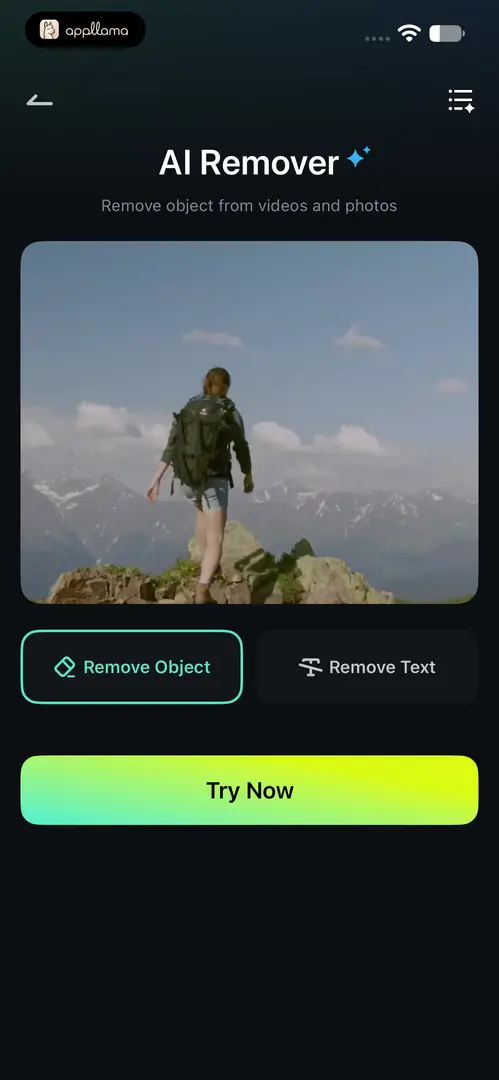 appllama
AI Remover
Remove object from videos and photos
Remove Object
Remove Text
Try Now